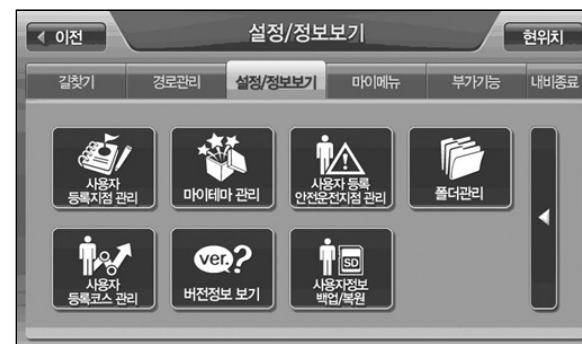 이전
설정/정보보기
현위치
길찾기
경로관리
설정/정보보기
마이메뉴
부가기능
내비종료
사용자
등록지점 관리
마이테마 관리
사용자 등록
안전운전지점 관리
폴더관리
사용자
등록코스 관리
ver.?
버전정보 보기
SD
사용자정보
백업/복원